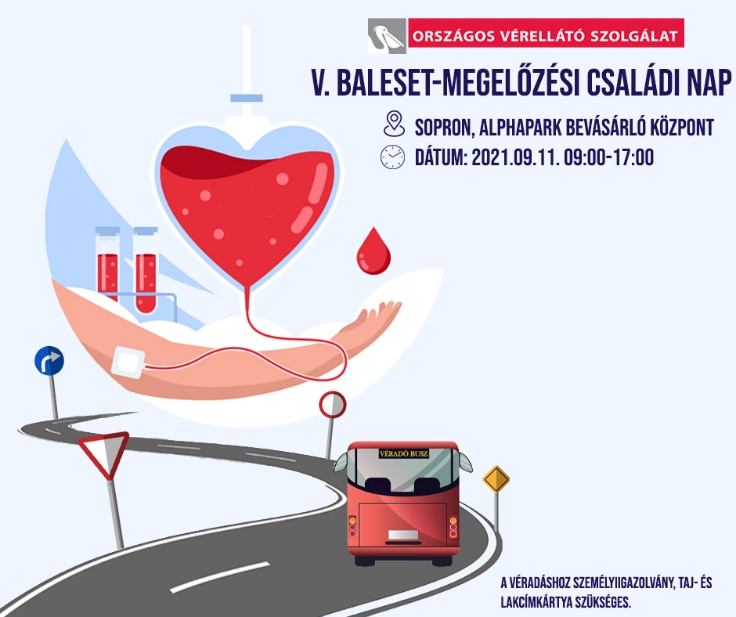 ORSZÁGOS VÉRELLÁTÓ SZOLGÁLAT
V. BALESET-MEGELŐZÉSI CSALÁDI NAP
SOPRON, ALPHAPARK BEVÁSÁRLÓ KÖZPONT
DÁTUM: 2021.09.11. 09:00-17:00
VÉRADÓ BUSZ
A VÉRADÁSHOZ SZEMÉLYIIGAZOLVÁNY, TAJ- ÉS
LAKCÍMKÁRTYA SZÜKSÉGES.